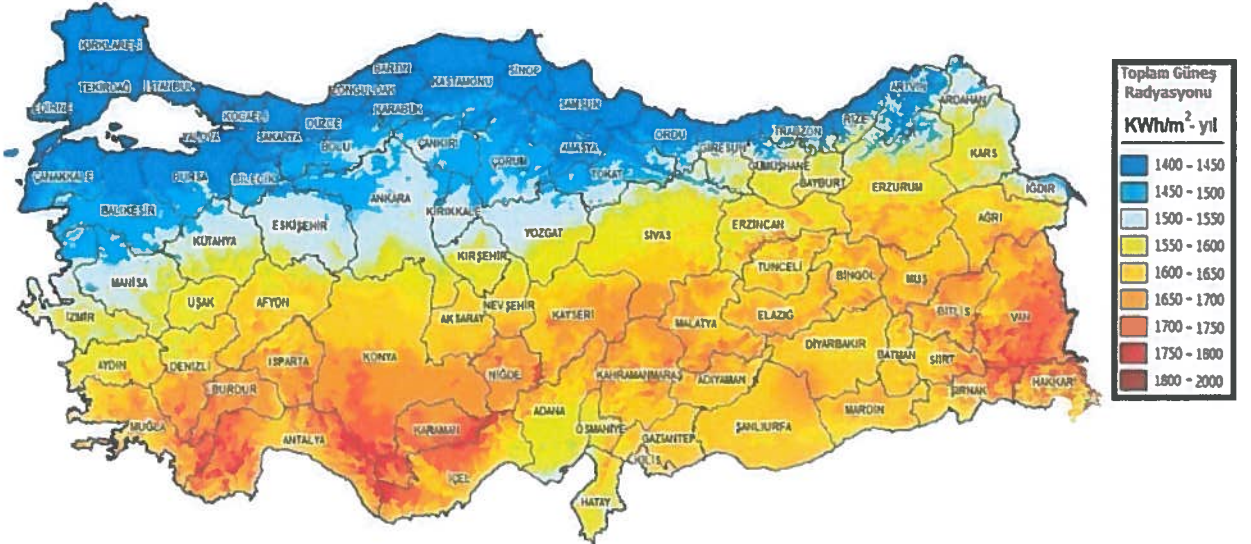 KIRKLARELİ
TEKİRDAĞ
İSTANBUL
EDİRNE
KOCAELİ
YALOVA
SAKARYA
DÜZCE
ZONGULDAK
BARTIN
KARABÜK
KASTAMONU
SİNOP
SAMSUN
ORDU
GİRESUN
TRABZON
RİZE
ARTVİN
ARDAHAN
KARS
IĞDIR
ÇANAKKALE
BALIKESİR
BURSA
BİLECİK
BOLU
ÇANKIRI
ÇORUM
AMASYA
TOKAT
GÜMÜŞHANE
BAYBURT
ERZURUM
AĞRI
KÜTAHYA
ESKİŞEHİR
ANKARA
KIRIKKALE
YOZGAT
SİVAS
ERZİNCAN
MANİSA
İZMİR
UŞAK
AFYON
KIRŞEHİR
NEVŞEHİR
AKSARAY
KAYSERİ
MALATYA
TUNCELİ
ELAZIĞ
BİNGÖL
MUŞ
BİTLİS
VAN
AYDIN
DENİZLİ
ISPARTA
BURDUR
KONYA
NİĞDE
KAHRAMANMARAŞ
ADIYAMAN
DİYARBAKIR
BATMAN
SİİRT
ŞIRNAK
HAKKARİ
MUĞLA
ANTALYA
KARAMAN
İÇEL
ADANA
OSMANİYE
GAZİANTEP
KİLİS
ŞANLIURFA
MARDİN
HATAY
Toplam Güneş
Radyasyonu
KWh/m²- yıl
1400 - 1450
1450 - 1500
1500 - 1550
1550 - 1600
1600 - 1650
1650 - 1700
1700 - 1750
1750 - 1800
1800 - 2000